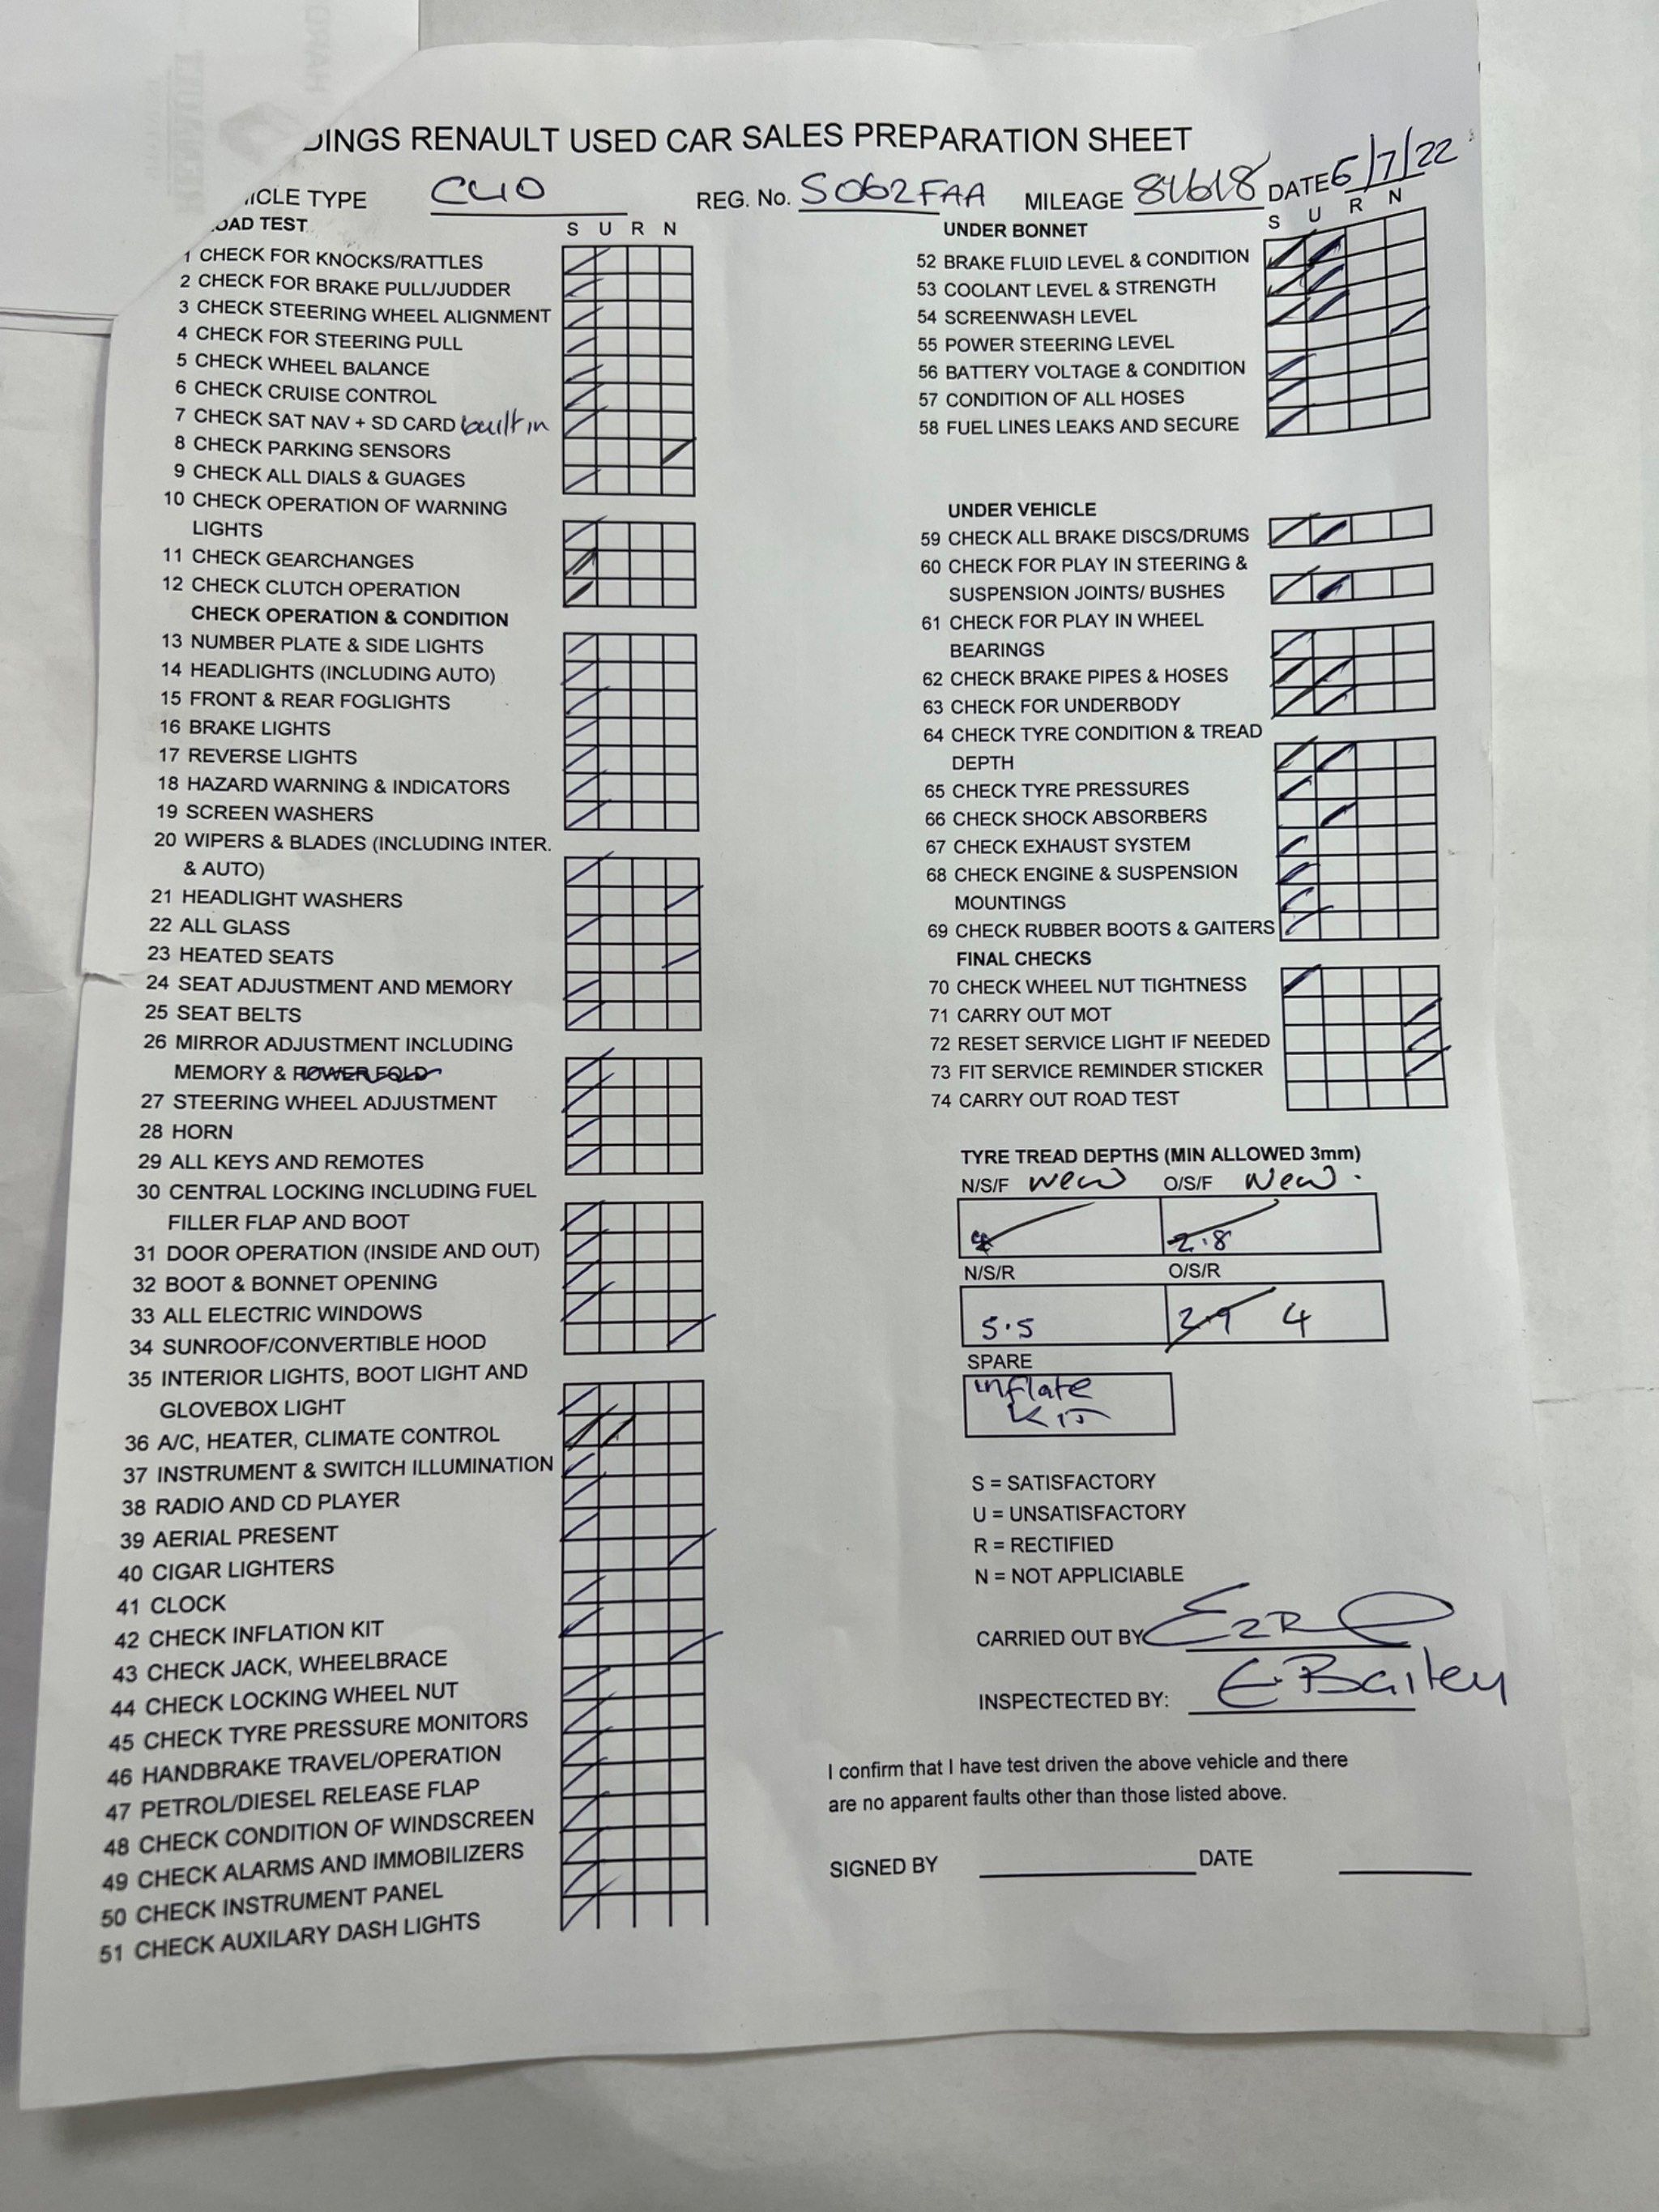 DINGS RENAULT USED CAR SALES PREPARATION SHEET
ICLE TYPE CLIO REG. No. SO62FAA MILEAGE 81618 DATE 6/7/22
OAD TEST S U R N
1 CHECK FOR KNOCKS/RATTLES
2 CHECK FOR BRAKE PULL/JUDDER
3 CHECK STEERING WHEEL ALIGNMENT
4 CHECK FOR STEERING PULL
5 CHECK WHEEL BALANCE
6 CHECK CRUISE CONTROL
7 CHECK SAT NAV + SD CARD built in
8 CHECK PARKING SENSORS
9 CHECK ALL DIALS & GUAGES
10 CHECK OPERATION OF WARNING
LIGHTS
11 CHECK GEARCHANGES
12 CHECK CLUTCH OPERATION
CHECK OPERATION & CONDITION
13 NUMBER PLATE & SIDE LIGHTS
14 HEADLIGHTS (INCLUDING AUTO)
15 FRONT & REAR FOGLIGHTS
16 BRAKE LIGHTS
17 REVERSE LIGHTS
18 HAZARD WARNING & INDICATORS
19 SCREEN WASHERS
20 WIPERS & BLADES (INCLUDING INTER.
& AUTO)
21 HEADLIGHT WASHERS
22 ALL GLASS
23 HEATED SEATS
24 SEAT ADJUSTMENT AND MEMORY
25 SEAT BELTS
26 MIRROR ADJUSTMENT INCLUDING
MEMORY & POWER FOLD
27 STEERING WHEEL ADJUSTMENT
28 HORN
29 ALL KEYS AND REMOTES
30 CENTRAL LOCKING INCLUDING FUEL
FILLER FLAP AND BOOT
31 DOOR OPERATION (INSIDE AND OUT)
32 BOOT & BONNET OPENING
33 ALL ELECTRIC WINDOWS
34 SUNROOF/CONVERTIBLE HOOD
35 INTERIOR LIGHTS, BOOT LIGHT AND
GLOVEBOX LIGHT
36 A/C, HEATER, CLIMATE CONTROL
37 INSTRUMENT & SWITCH ILLUMINATION
38 RADIO AND CD PLAYER
39 AERIAL PRESENT
40 CIGAR LIGHTERS
41 CLOCK
42 CHECK INFLATION KIT
43 CHECK JACK, WHEELBRACE
44 CHECK LOCKING WHEEL NUT
45 CHECK TYRE PRESSURE MONITORS
46 HANDBRAKE TRAVEL/OPERATION
47 PETROL/DIESEL RELEASE FLAP
48 CHECK CONDITION OF WINDSCREEN
49 CHECK ALARMS AND IMMOBILIZERS
50 CHECK INSTRUMENT PANEL
51 CHECK AUXILARY DASH LIGHTS
UNDER BONNET S U R N
52 BRAKE FLUID LEVEL & CONDITION
53 COOLANT LEVEL & STRENGTH
54 SCREENWASH LEVEL
55 POWER STEERING LEVEL
56 BATTERY VOLTAGE & CONDITION
57 CONDITION OF ALL HOSES
58 FUEL LINES LEAKS AND SECURE
UNDER VEHICLE
59 CHECK ALL BRAKE DISCS/DRUMS
60 CHECK FOR PLAY IN STEERING &
SUSPENSION JOINTS/ BUSHES
61 CHECK FOR PLAY IN WHEEL
BEARINGS
62 CHECK BRAKE PIPES & HOSES
63 CHECK FOR UNDERBODY
64 CHECK TYRE CONDITION & TREAD
DEPTH
65 CHECK TYRE PRESSURES
66 CHECK SHOCK ABSORBERS
67 CHECK EXHAUST SYSTEM
68 CHECK ENGINE & SUSPENSION
MOUNTINGS
69 CHECK RUBBER BOOTS & GAITERS
FINAL CHECKS
70 CHECK WHEEL NUT TIGHTNESS
71 CARRY OUT MOT
72 RESET SERVICE LIGHT IF NEEDED
73 FIT SERVICE REMINDER STICKER
74 CARRY OUT ROAD TEST
TYRE TREAD DEPTHS (MIN ALLOWED 3mm)
N/S/F New O/S/F New.
2.8
N/S/R O/S/R
5.5 2.9 4
SPARE
inflate
KIT
S = SATISFACTORY
U = UNSATISFACTORY
R = RECTIFIED
N = NOT APPLICIABLE
CARRIED OUT BY
INSPECTECTED BY: E Bailey
I confirm that I have test driven the above vehicle and there
are no apparent faults other than those listed above.
SIGNED BY DATE